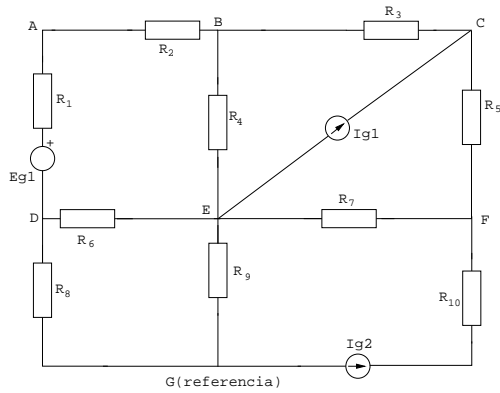 A
B
R3
C
R2
R1
R4
Ig1
R5
+
Eg1
D
E
R7
F
R6
R8
R9
R10
Ig2
G(referencia)